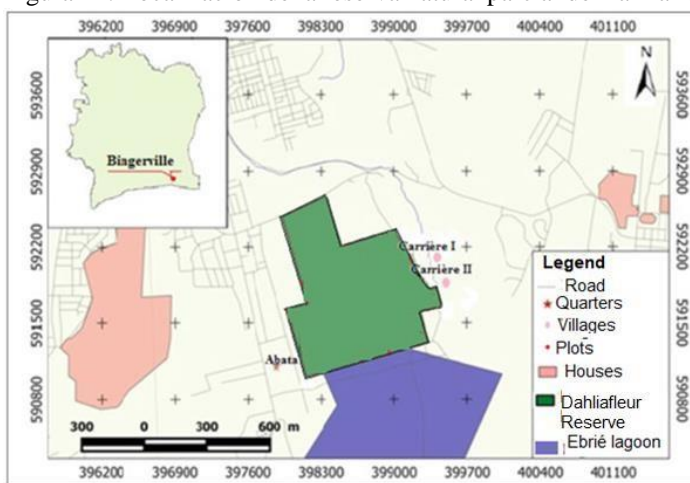 396200 396900 397600 398300 399000 399700 400400 401100
593600
592900
592200
591500
590800
Biagerville
N
Carrière I
Carrière II
Abata
Legend
Road
Quarters
Villages
Plots
Houses
Dahliafleur
Reserve
Ebrié lagoon
300 0 300 600 m
593600
592900
592200
591500
590800
396200 396900 397600 398300 399000 399700 400400 401100